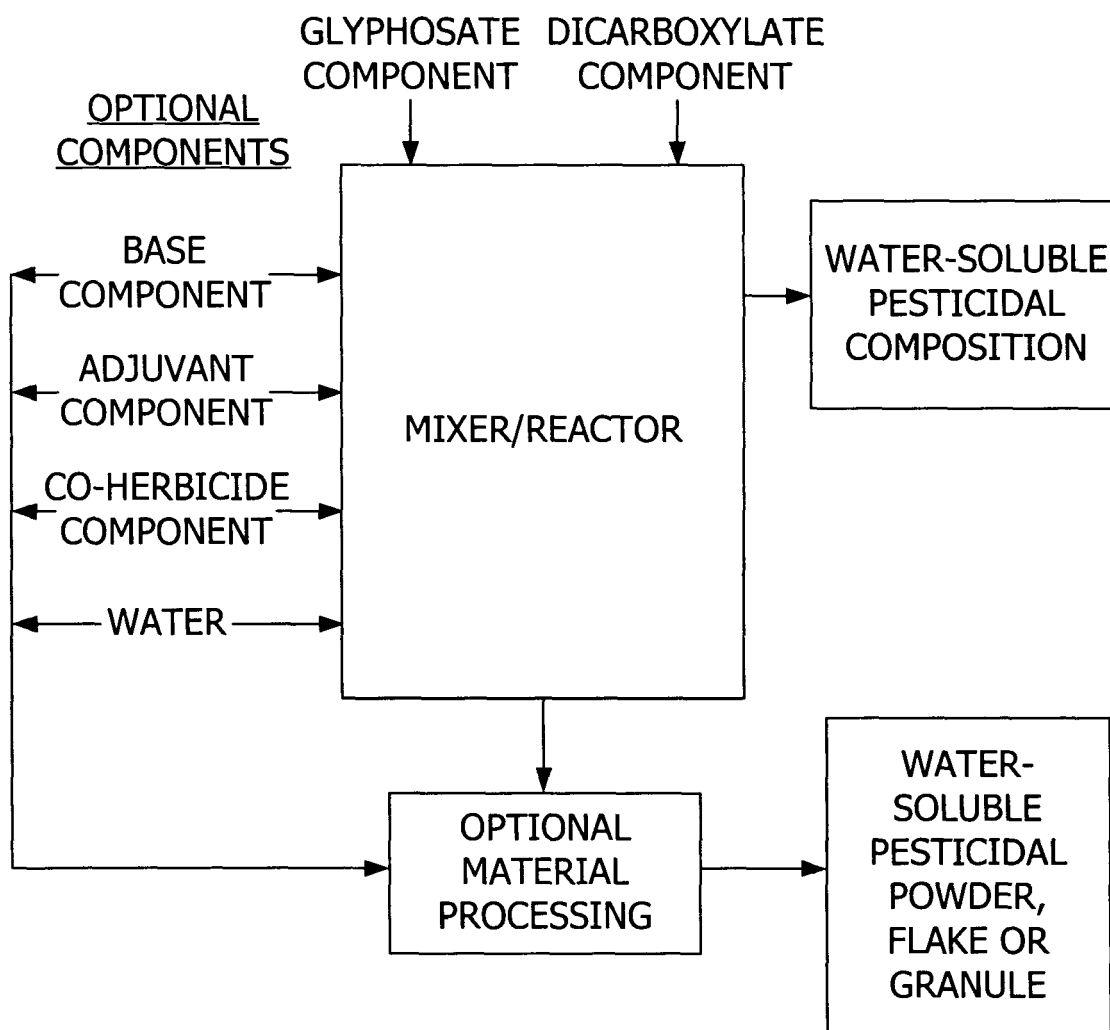 GLYPHOSATE
COMPONENT
DICARBOXYLATE
COMPONENT
OPTIONAL
COMPONENTS
BASE
COMPONENT
ADJUVANT
COMPONENT
CO-HERBICIDE
COMPONENT
WATER
MIXER/REACTOR
WATER-SOLUBLE
PESTICIDAL
COMPOSITION
OPTIONAL
MATERIAL
PROCESSING
WATER-
SOLUBLE
PESTICIDAL
POWDER,
FLAKE OR
GRANULE